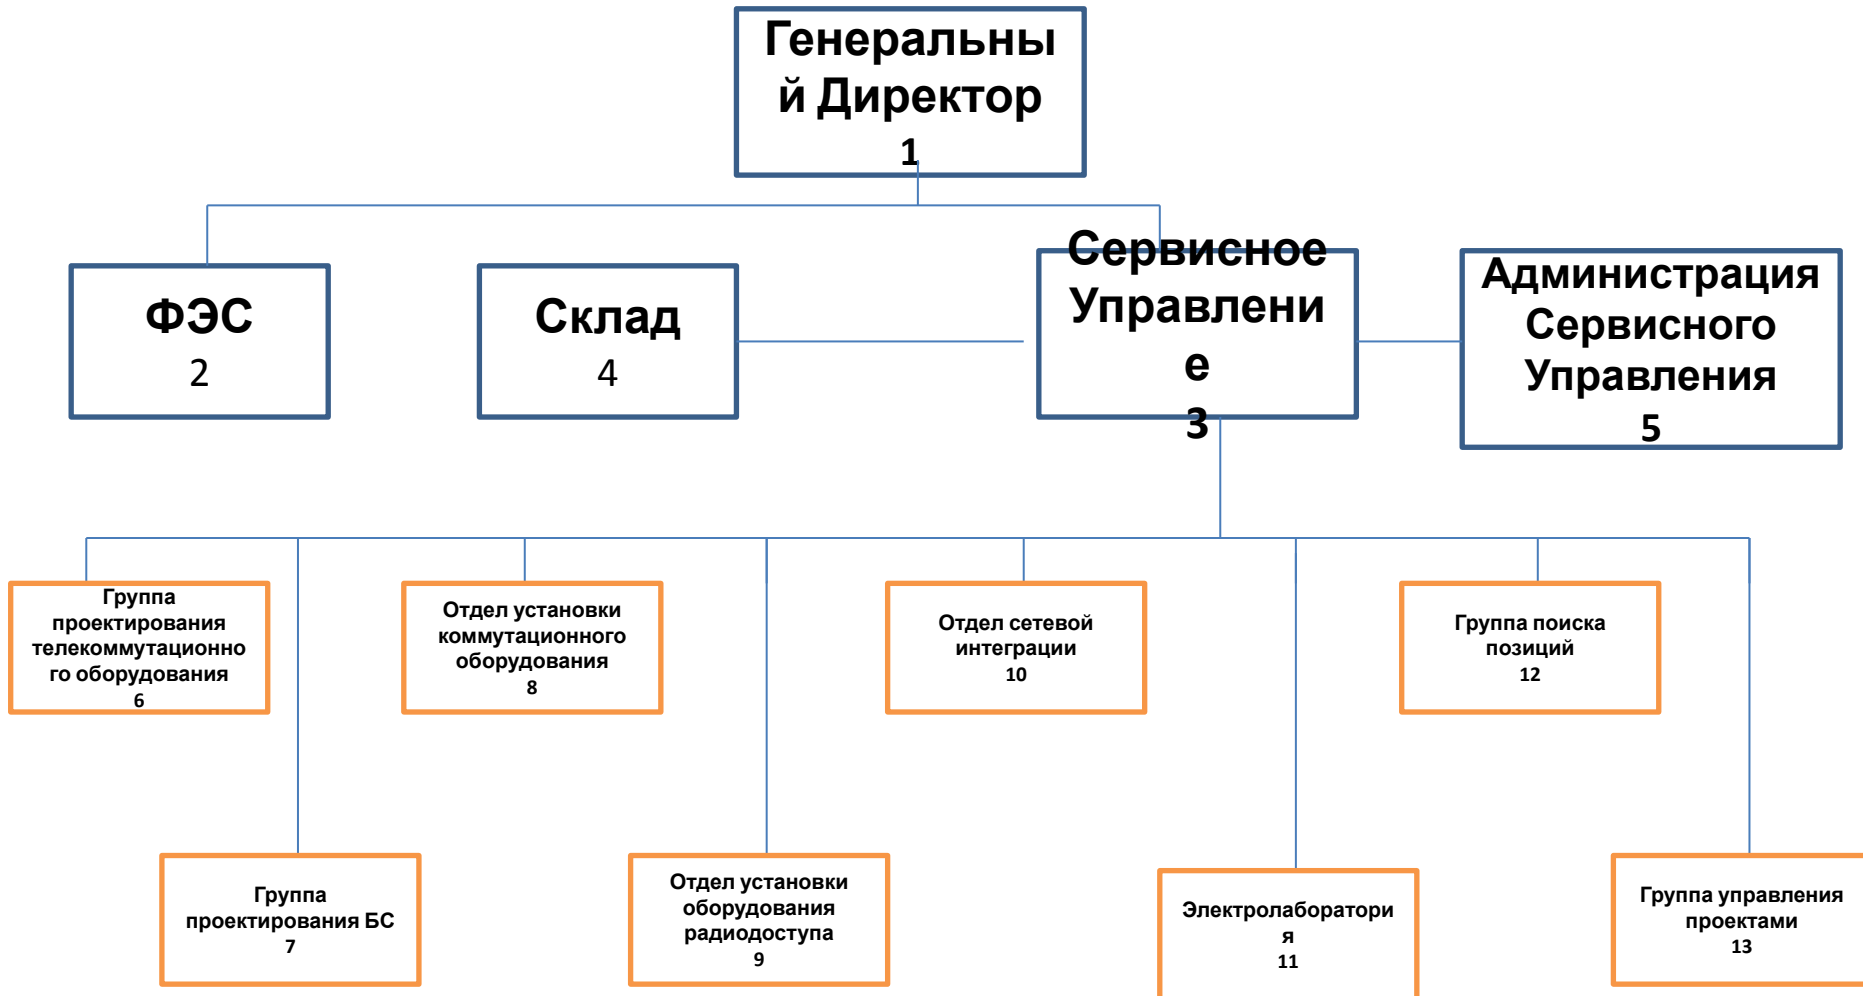 Генеральны
й Директор
1
ФЭС
2
Склад
4
Сервисное
Управлени
е
3
Администрация
Сервисного
Управления
5
Группа
проектирования
телекоммутационно
го оборудования
6
Отдел установки
коммутационного
оборудования
8
Отдел сетевой
интеграции
10
Группа поиска
позиций
12
Группа
проектирования БС
7
Отдел установки
оборудования
радиодоступа
9
Электролаборатори
я
11
Группа управления
проектами
13